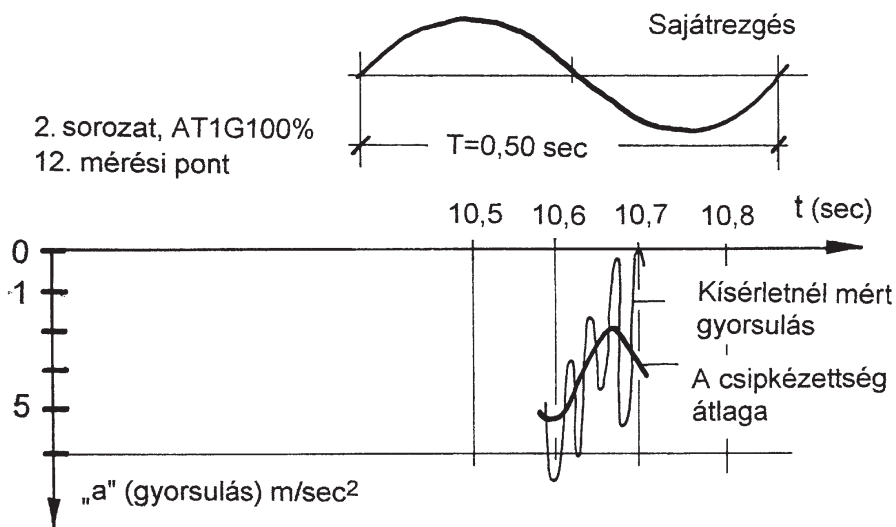 Sajátrezgés
2. sorozat, AT1G100%
12. mérési pont
T=0,50 sec
10,5 10,6 10,7 10,8 t (sec)
0
1
5
Kísérletnél mért
gyorsulás
A csipkézettség
átlaga
„a" (gyorsulás) m/sec²